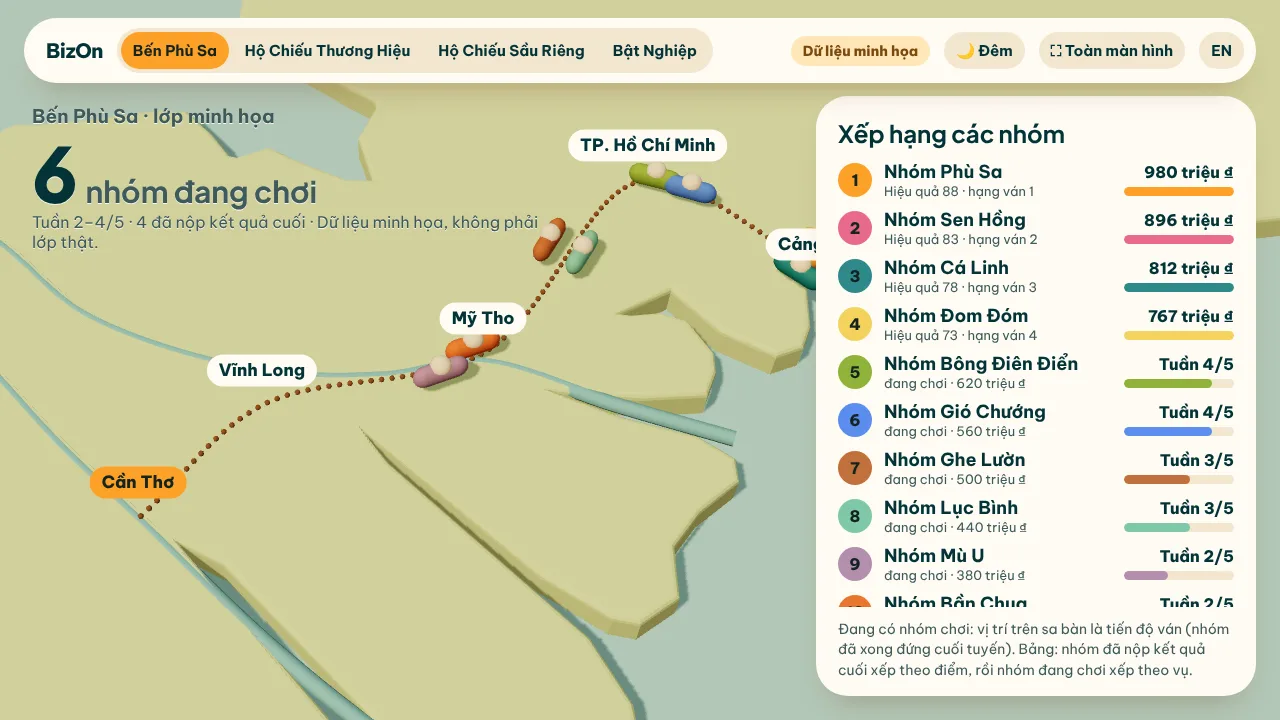 BizOn
Bến Phù Sa
Hộ Chiếu Thương Hiệu
Hộ Chiếu Sầu Riêng
Bật Nghiệp
Dữ liệu minh họa
Đêm
Toàn màn hình
EN
Bến Phù Sa · lớp minh họa
6 nhóm đang chơi
Tuần 2–4/5 · 4 đã nộp kết quả cuối · Dữ liệu minh họa, không phải
lớp thật.
TP. Hồ Chí Minh
Cảng
Mỹ Tho
Vĩnh Long
Cần Thơ
Xếp hạng các nhóm
1 Nhóm Phù Sa 980 triệu ₫
Hiệu quả 88 · hạng ván 1
2 Nhóm Sen Hồng 896 triệu ₫
Hiệu quả 83 · hạng ván 2
3 Nhóm Cá Linh 812 triệu ₫
Hiệu quả 78 · hạng ván 3
4 Nhóm Đom Đóm 767 triệu ₫
Hiệu quả 73 · hạng ván 4
5 Nhóm Bông Điên Điển Tuần 4/5
đang chơi · 620 triệu ₫
6 Nhóm Gió Chướng Tuần 4/5
đang chơi · 560 triệu ₫
7 Nhóm Ghe Lườn Tuần 3/5
đang chơi · 500 triệu ₫
8 Nhóm Lục Bình Tuần 3/5
đang chơi · 440 triệu ₫
9 Nhóm Mù U Tuần 2/5
đang chơi · 380 triệu ₫
Nhóm Bần Chua Tuần 2/5
Đang có nhóm chơi: vị trí trên sa bàn là tiến độ ván (nhóm
đã xong đứng cuối tuyến). Bảng: nhóm đã nộp kết quả
cuối xếp theo điểm, rồi nhóm đang chơi xếp theo vụ.